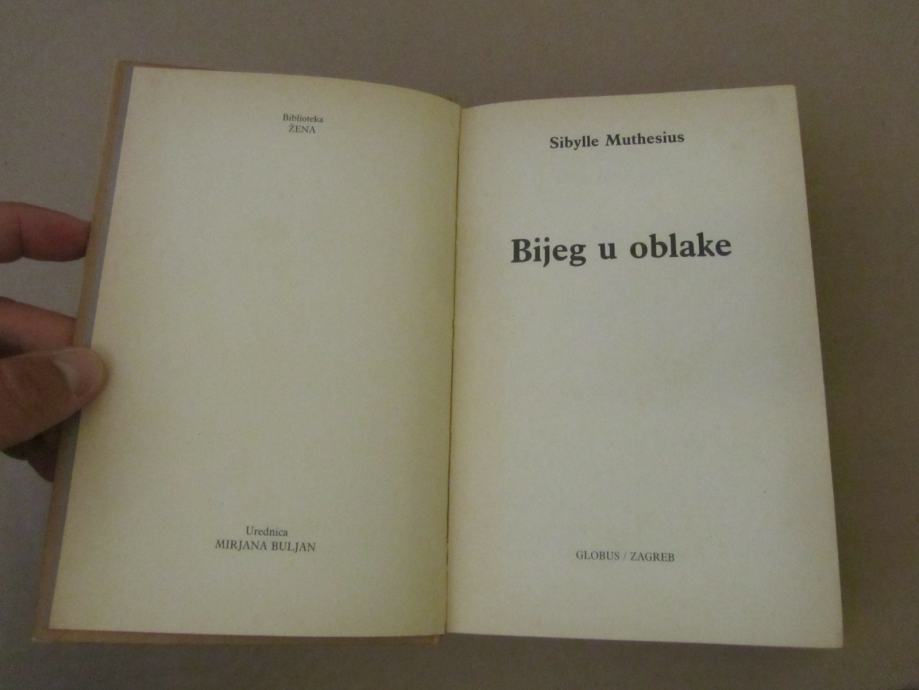 Biblioteka
ŽENA
Urednica
MIRJANA BULJAN
Sibylle Muthesius
Bijeg u oblake
GLOBUS / ZAGREB